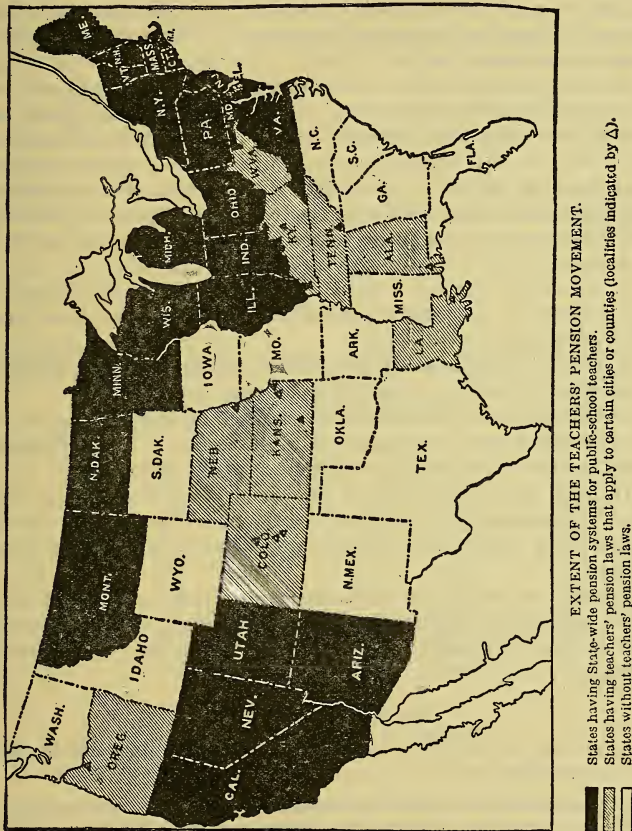 WASH.
OREG.
CAL.
NEV.
IDAHO
MONT.
WYO.
UTAH
ARIZ.
COLO.
N.MEX.
N.DAK.
S.DAK.
NEB.
KANS.
OKLA.
TEX.
MINN.
IOWA
MO.
ARK.
LA.
WIS.
ILL.
MICH.
IND.
OHIO
KY.
TENN.
MISS.
ALA.
GA.
FLA.
S.C.
N.C.
VA.
W.VA.
MD.
DEL.
PA.
N.J.
N.Y.
VT.
N.H.
MASS.
CT.
R.I.
ME.
EXTENT OF THE TEACHERS' PENSION MOVEMENT.
States having State-wide pension systems for public-school teachers.
States having teachers' pension laws that apply to certain cities or counties (localities indicated by Δ).
States without teachers' pension laws.